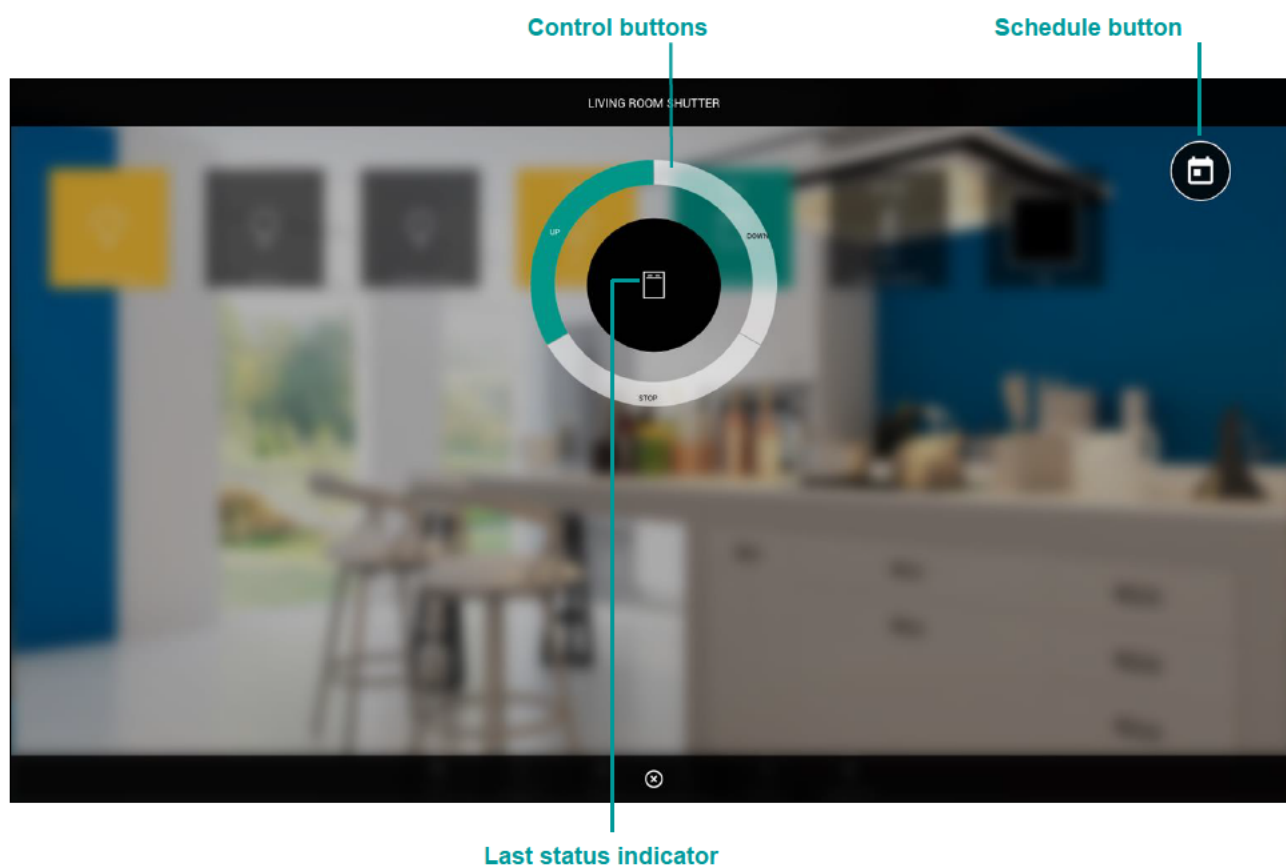 Control buttons
Schedule button
LIVING ROOM SHUTTER
UP
DOWN
STOP
Last status indicator